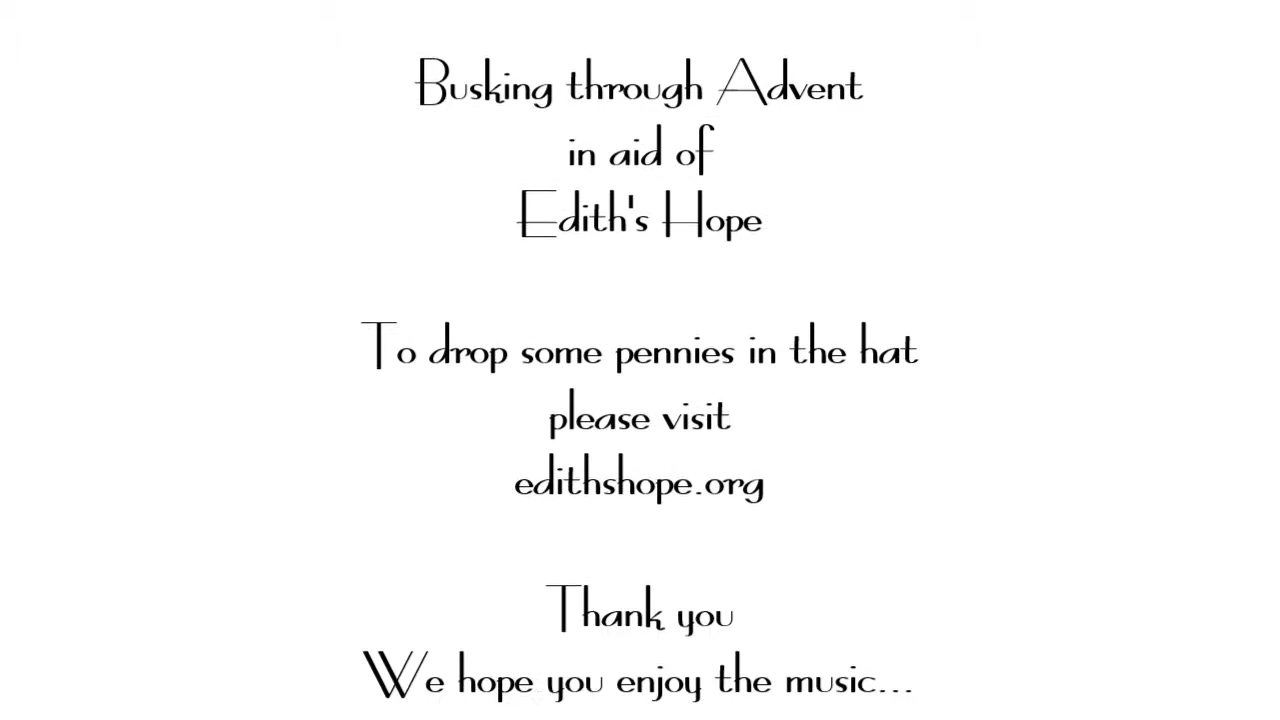 Busking through Advent
in aid of
Edith's Hope
To drop some pennies in the hat
please visit
edithshope.org
Thank you
We hope you enjoy the music...